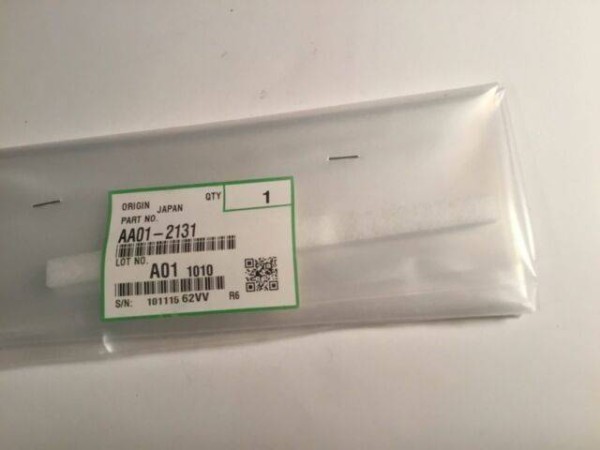 ORIGIN JAPAN QTY 1
PART NO.
AA01-2131
LOT NO.
A01 1010
S/N: 101115 62VV R6